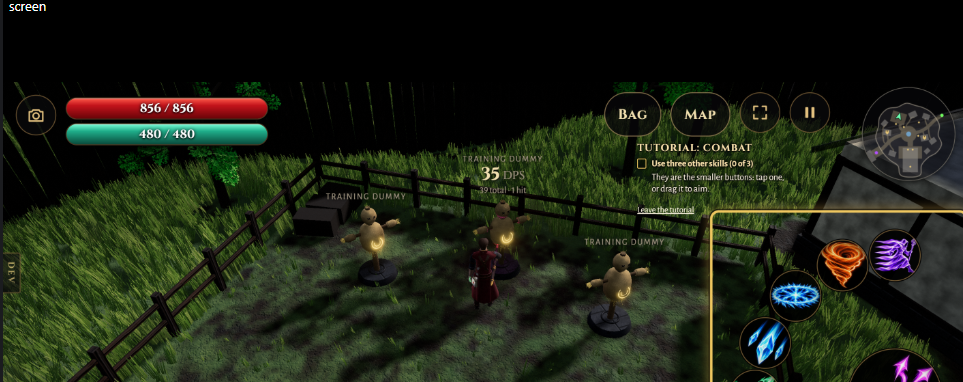 screen
856 / 856
480 / 480
BAG
MAP
TUTORIAL: COMBAT
Use three other skills (0 of 3)
They are the smaller buttons: tap one,
or drag it to aim.
Leave the tutorial
TRAINING DUMMY
35 DPS
39 total · 1 hit
TRAINING DUMMY
TRAINING DUMMY
DEV